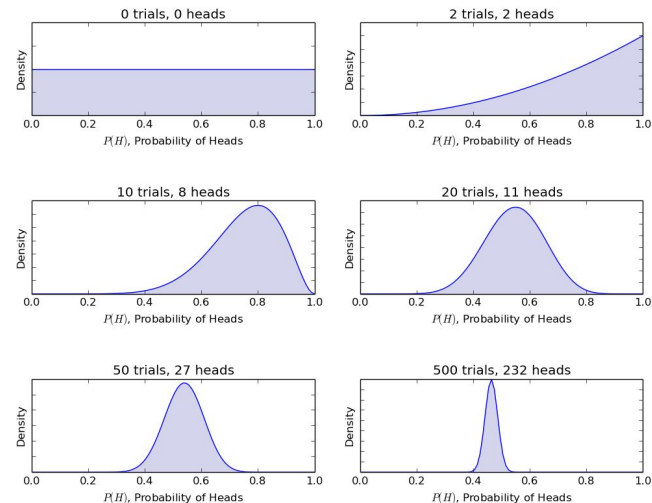 0 trials, 0 heads
Density
0.0 0.2 0.4 0.6 0.8 1.0
P(H), Probability of Heads
2 trials, 2 heads
Density
0.0 0.2 0.4 0.6 0.8 1.0
P(H), Probability of Heads
10 trials, 8 heads
Density
0.0 0.2 0.4 0.6 0.8 1.0
P(H), Probability of Heads
20 trials, 11 heads
Density
0.0 0.2 0.4 0.6 0.8 1.0
P(H), Probability of Heads
50 trials, 27 heads
Density
0.0 0.2 0.4 0.6 0.8 1.0
P(H), Probability of Heads
500 trials, 232 heads
Density
0.0 0.2 0.4 0.6 0.8 1.0
P(H), Probability of Heads